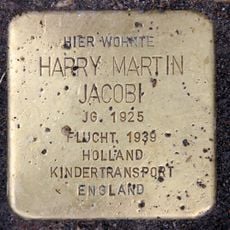 HIER WOHNTE
HARRY MARTIN
JACOBI
JG. 1925
FLUCHT 1939
HOLLAND
KINDERTRANSPORT
ENGLAND